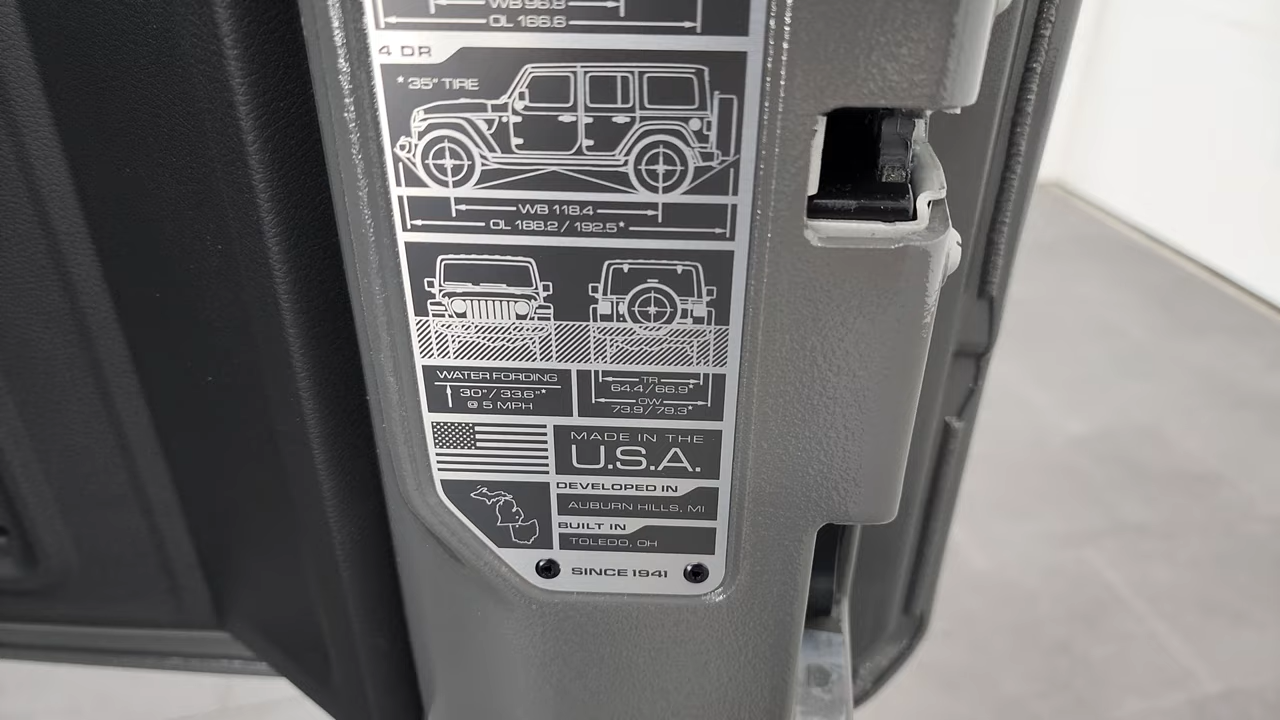 WB 96.8
OL 166.6
4 DR
*35" TIRE
WB 118.4
OL 188.2 / 192.5*
WATER FORDING
30"/ 33.6"*
@ 5 MPH
TR
64.4/66.9*
OW
73.9/79.3*
MADE IN THE
U.S.A.
DEVELOPED IN
AUBURN HILLS, MI
BUILT IN
TOLEDO, OH
SINCE 1941